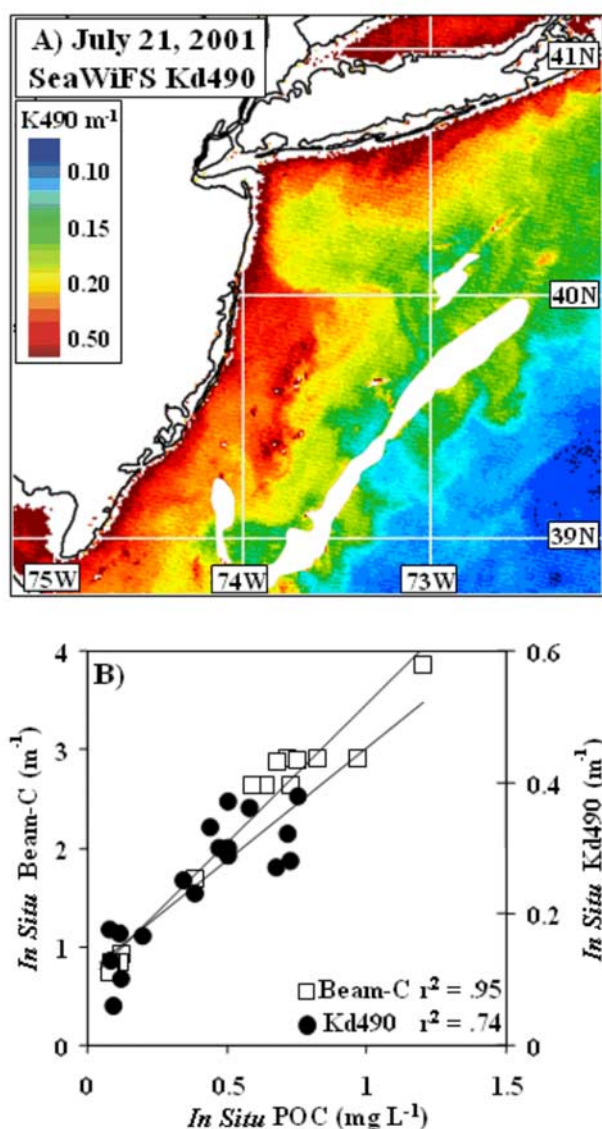 A) July 21, 2001
SeaWiFS Kd490
K490 m⁻¹
0.10
0.15
0.20
0.50
41N
40N
39N
75W
74W
73W
B)
4
3
2
1
0
In Situ Beam-C (m⁻¹)
0.6
0.4
0.2
0
In Situ Kd490 (m⁻¹)
Beam-C r² = .95
Kd490 r² = .74
0
0.5
1
1.5
In Situ POC (mg L⁻¹)